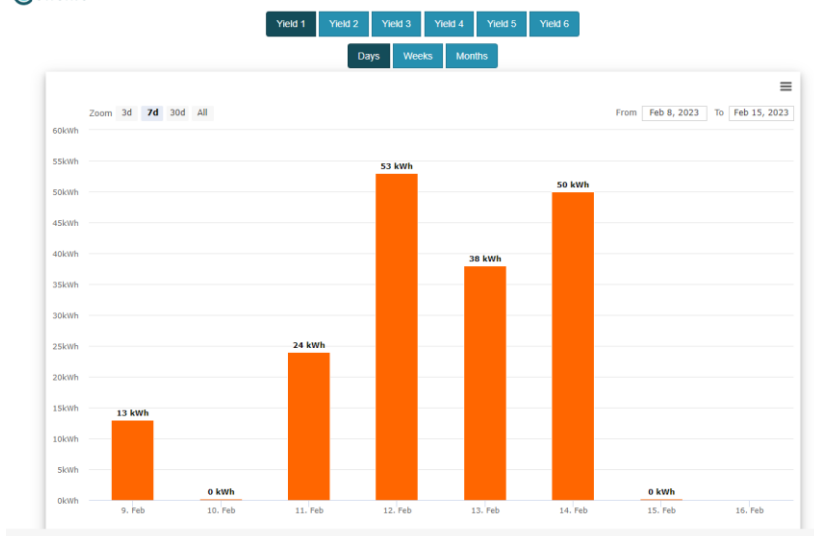 Yield 1 Yield 2 Yield 3 Yield 4 Yield 5 Yield 6
Days Weeks Months
Zoom 3d 7d 30d All From Feb 8, 2023 To Feb 15, 2023
60kWh
55kWh
53 kWh
50 kWh
50kWh
45kWh
40kWh
38 kWh
35kWh
30kWh
25kWh
24 kWh
20kWh
15kWh
13 kWh
10kWh
5kWh
0 kWh 0 kWh
0kWh
9. Feb 10. Feb 11. Feb 12. Feb 13. Feb 14. Feb 15. Feb 16. Feb